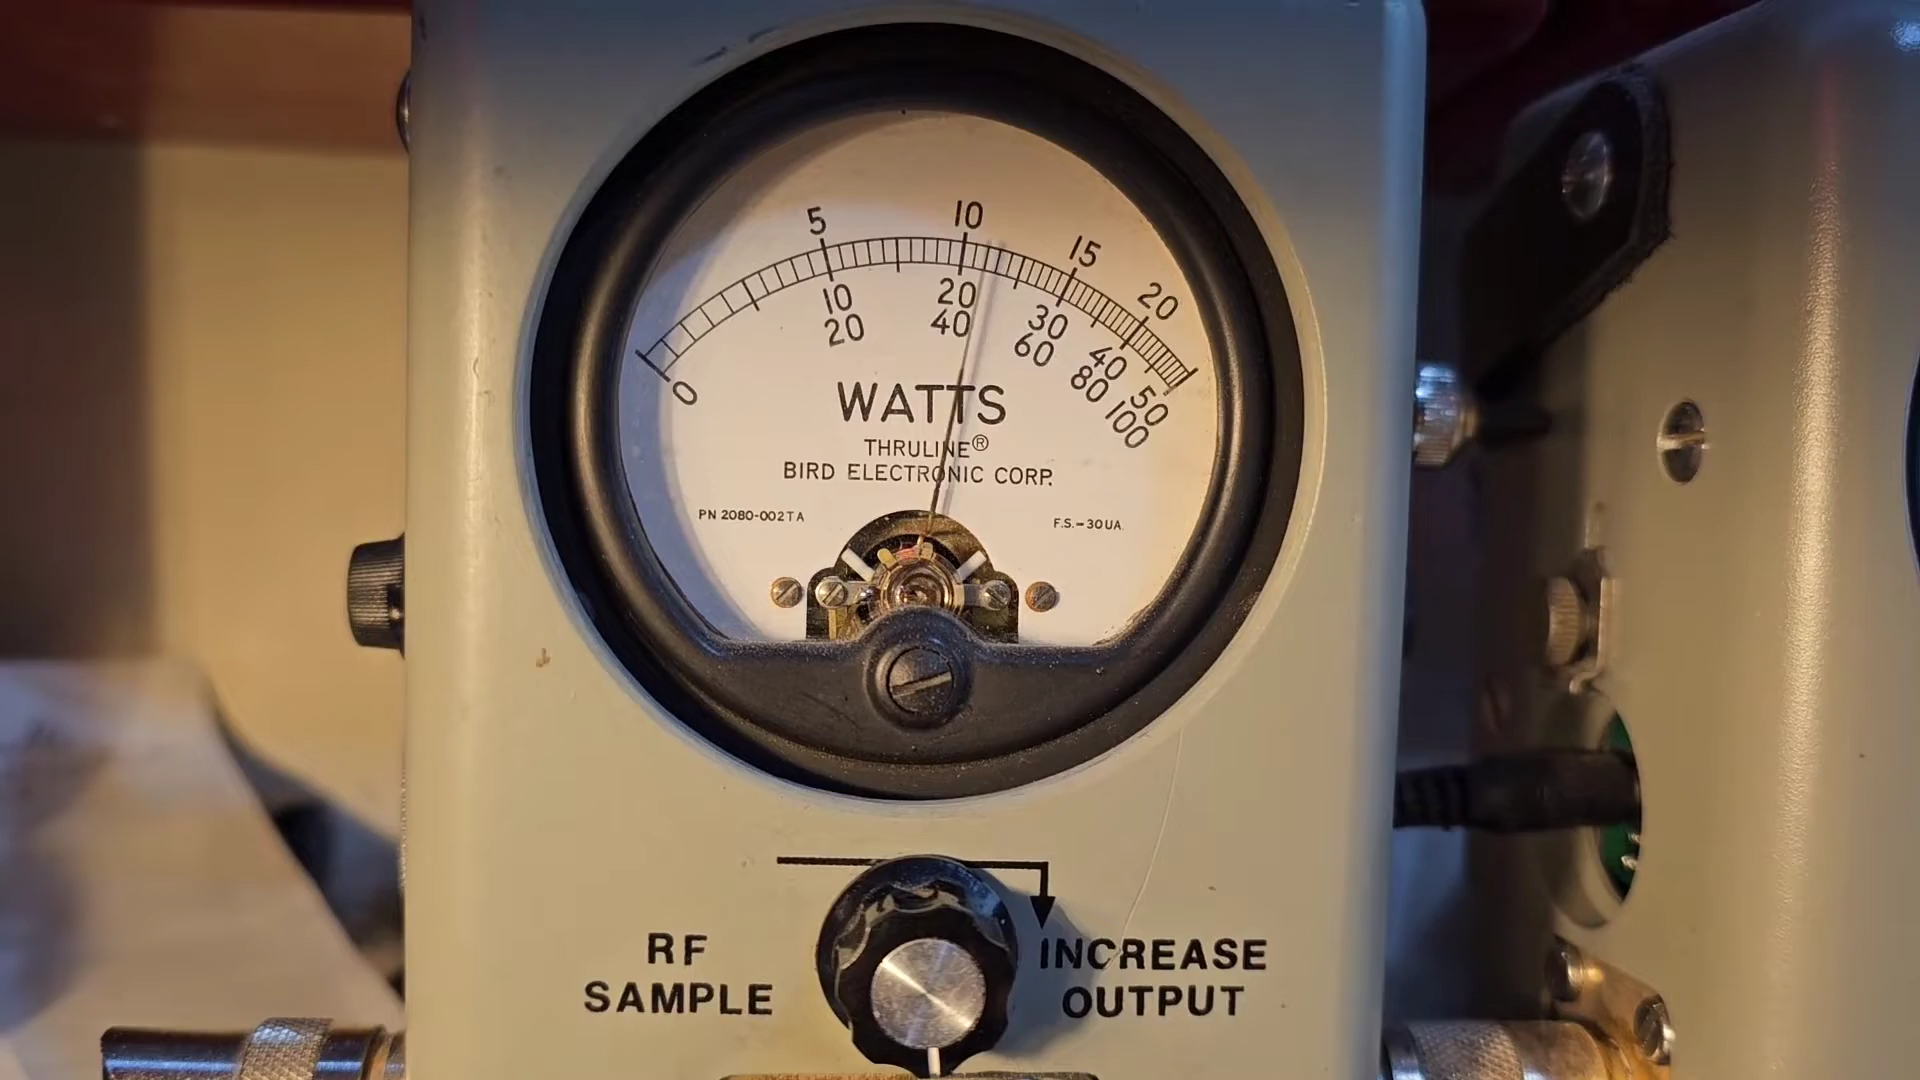 5 10 15 20
0 10 20 30 40 50
20 40 60 80 100
WATTS
THRULINE®
BIRD ELECTRONIC CORP.
PN 2080-002TA
F.S.-30UA.
RF
SAMPLE
INCREASE
OUTPUT